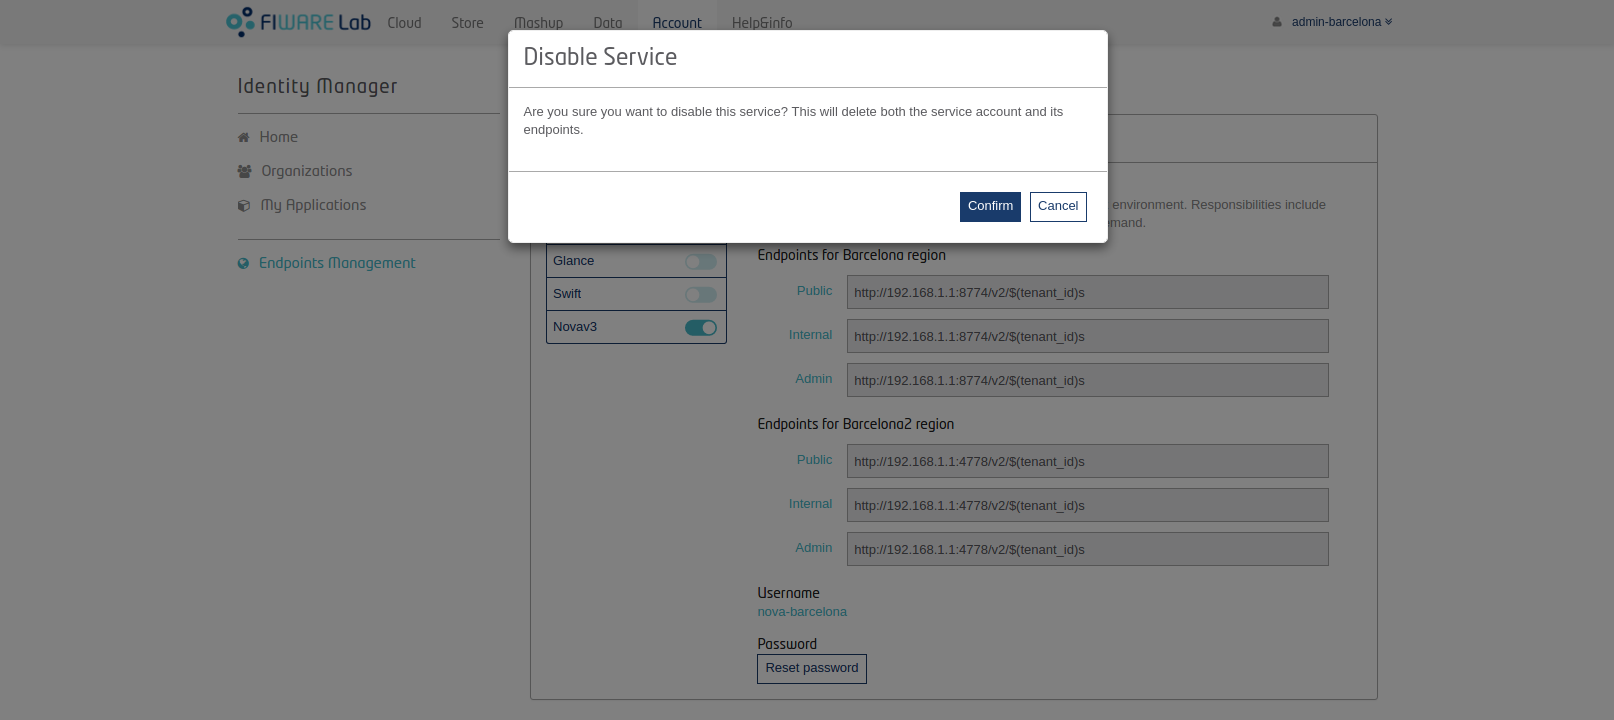 FIWARE Lab
Cloud
Store
Mashup
Data
Account
Help&info
admin-barcelona
Disable Service
Are you sure you want to disable this service? This will delete both the service account and its
endpoints.
Confirm
Cancel
Identity Manager
Home
Organizations
My Applications
Endpoints Management
environment. Responsibilities include
Glance
Swift
Novav3
Endpoints for Barcelona region
Public
http://192.168.1.1:8774/v2/$(tenant_id)s
Internal
http://192.168.1.1:8774/v2/$(tenant_id)s
Admin
http://192.168.1.1:8774/v2/$(tenant_id)s
Endpoints for Barcelona2 region
Public
http://192.168.1.1:4778/v2/$(tenant_id)s
Internal
http://192.168.1.1:4778/v2/$(tenant_id)s
Admin
http://192.168.1.1:4778/v2/$(tenant_id)s
Username
nova-barcelona
Password
Reset password